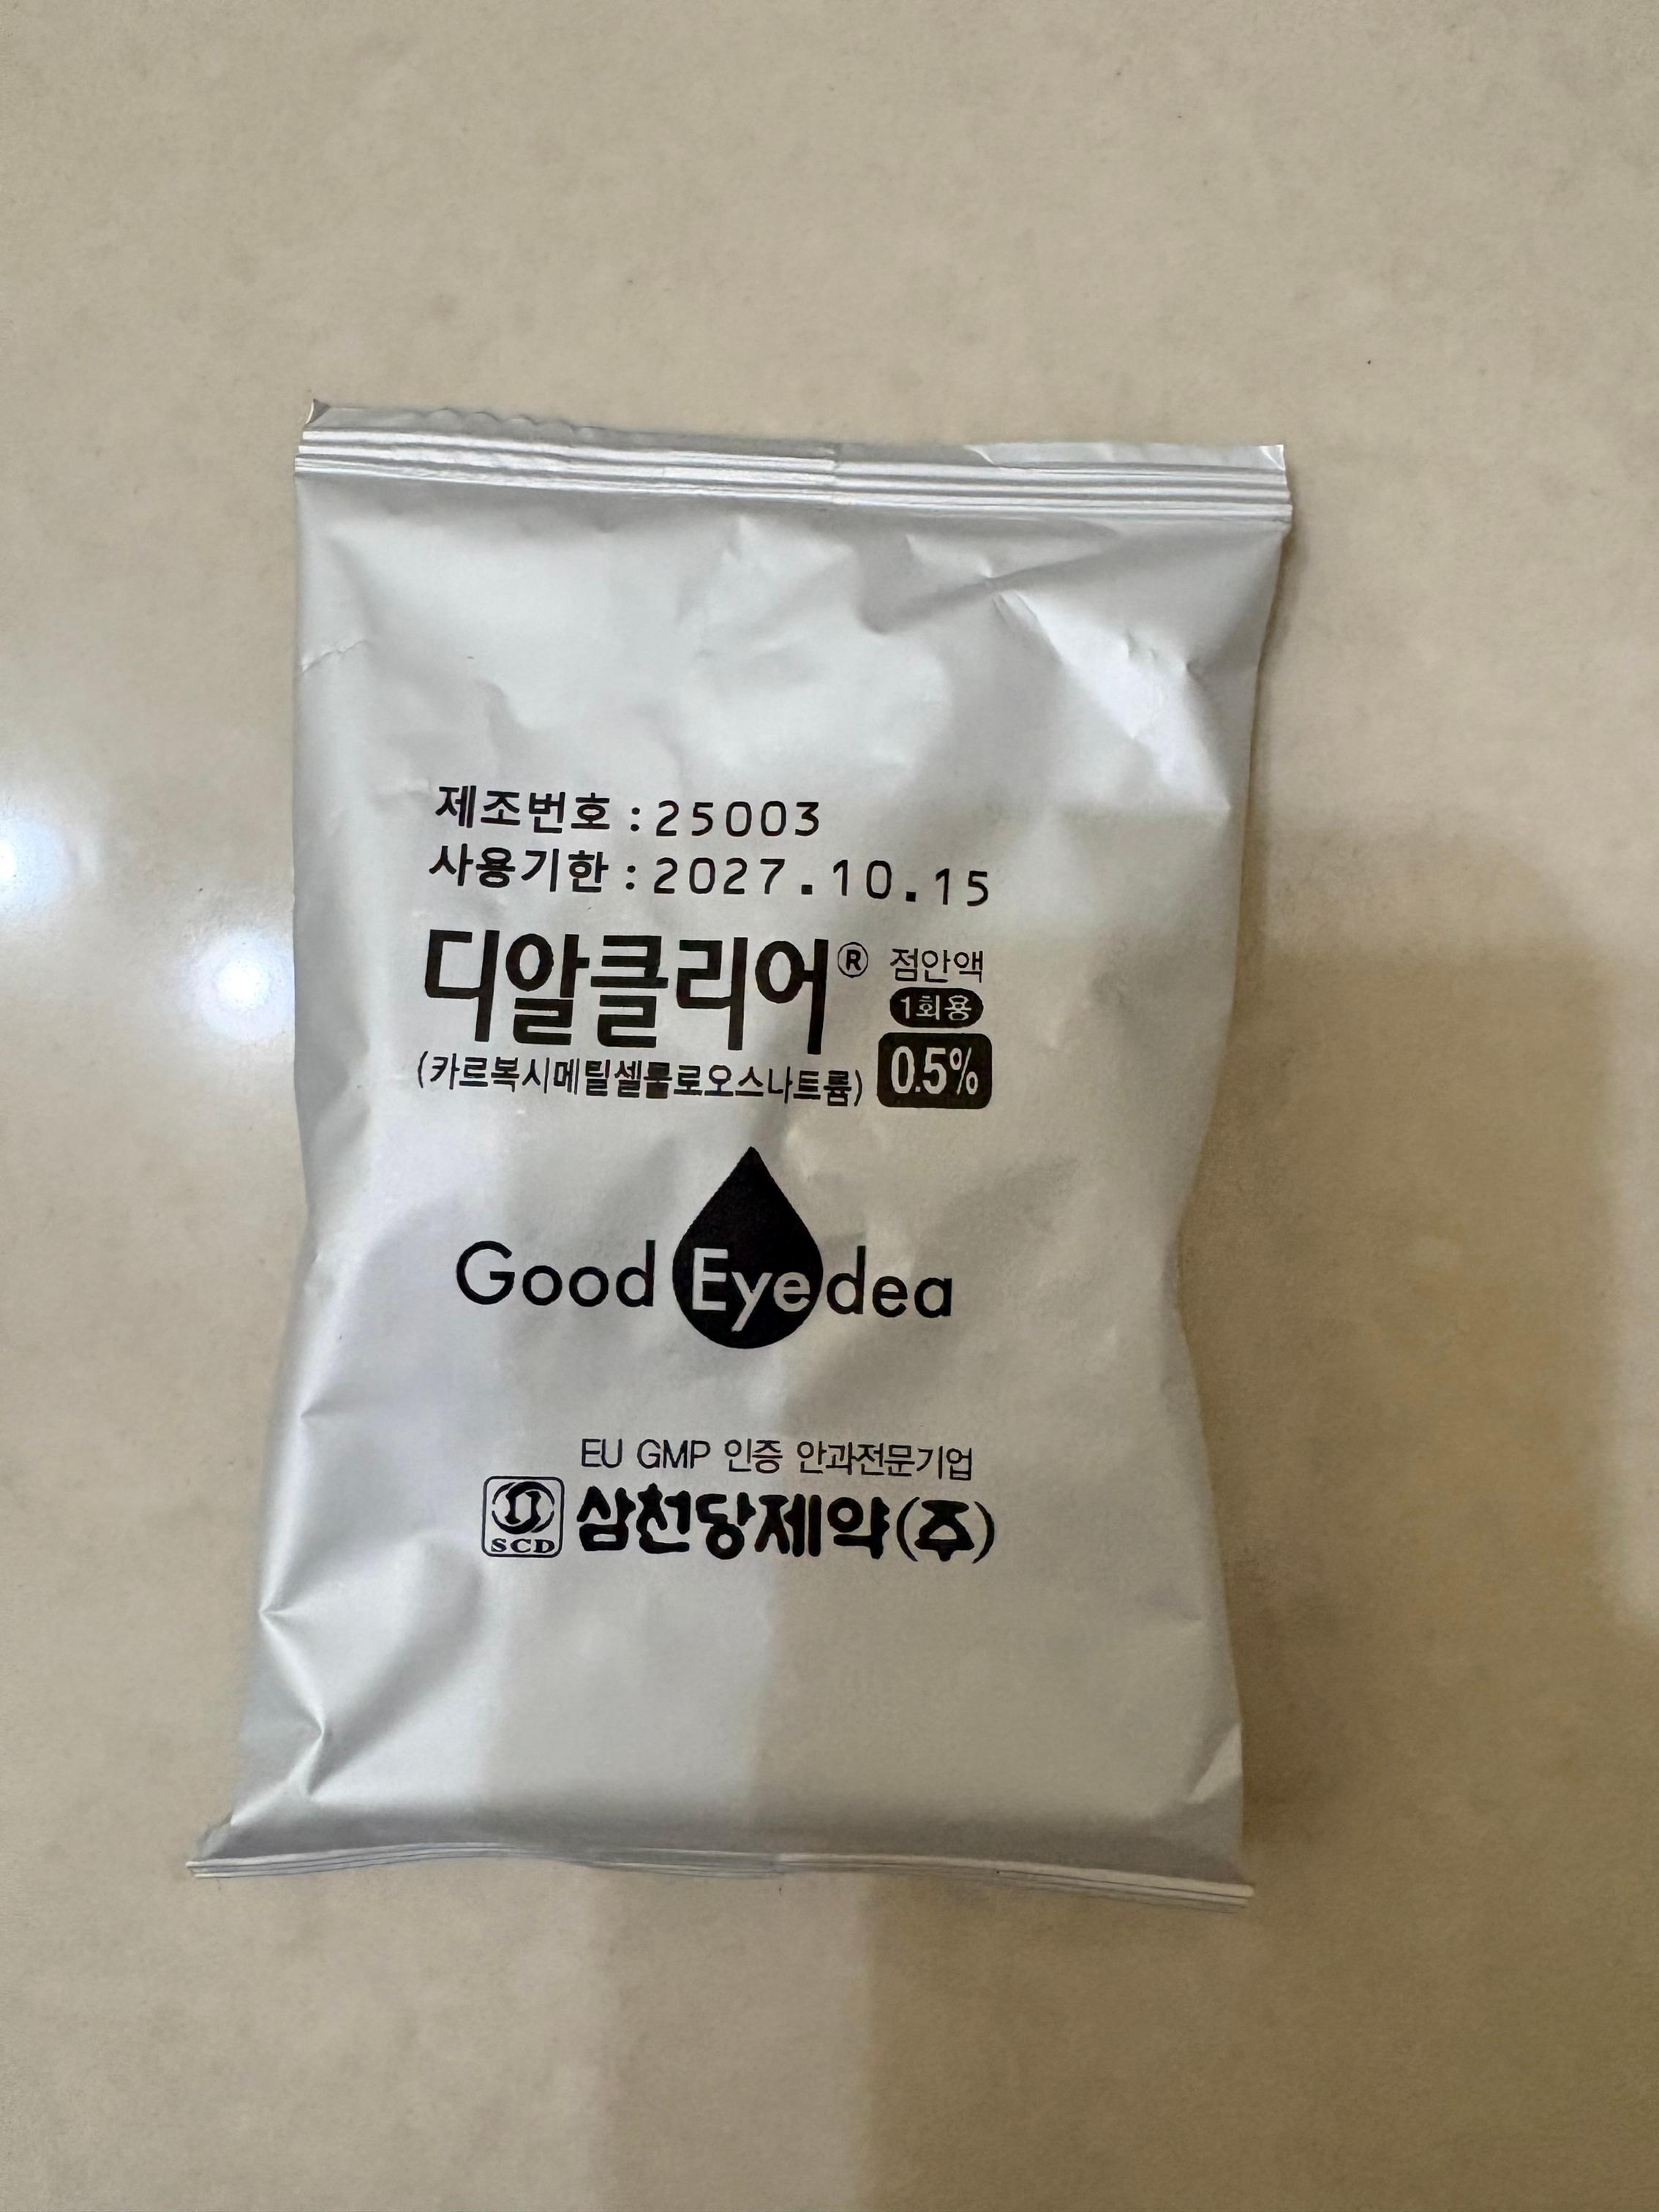 제조번호 : 25003
사용기한 : 2027.10.15
디알클리어® 점안액
1회용
(카르복시메틸셀룰로오스나트륨) 0.5%
Good Eyedea
EU GMP 인증 안과전문기업
SCD 삼천당제약(주)